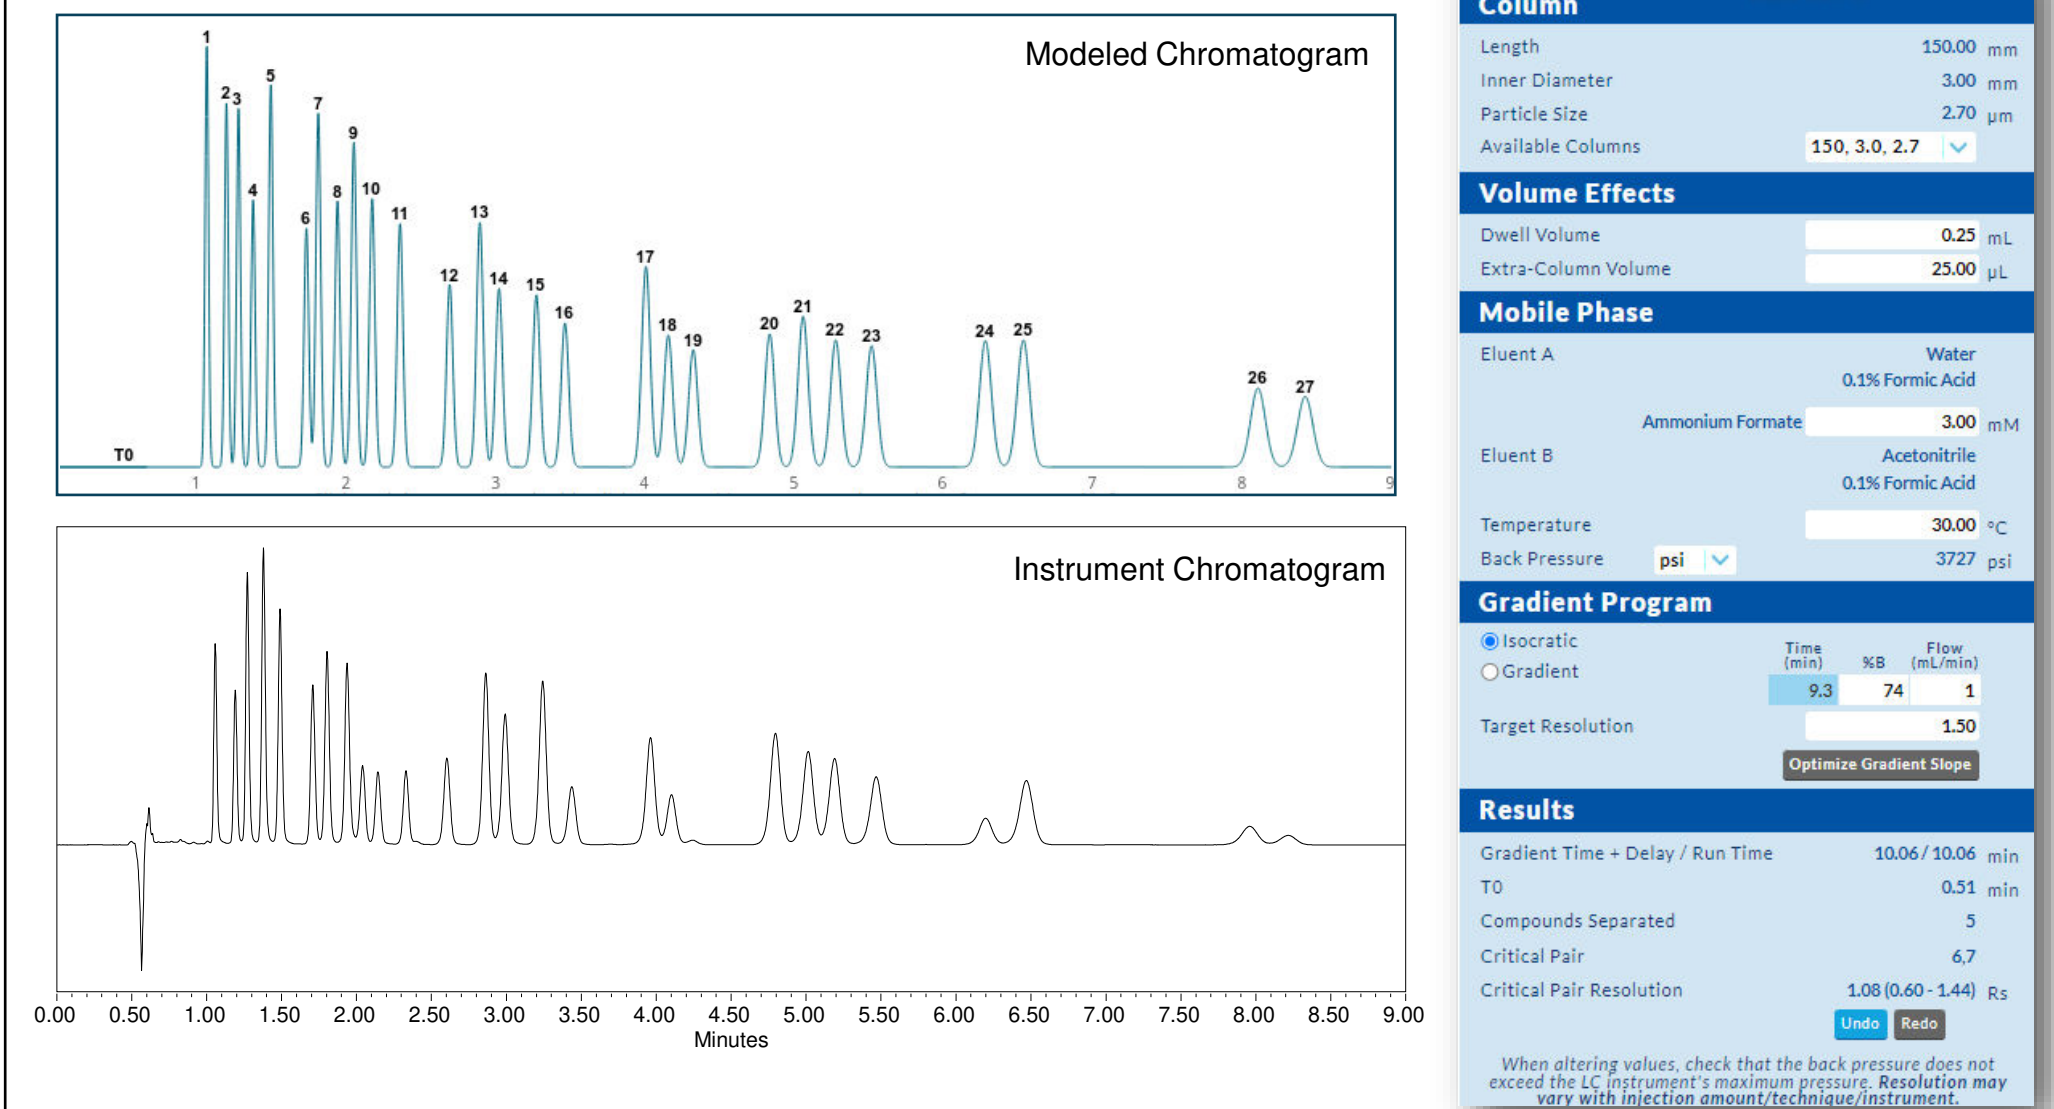 Modeled Chromatogram
1
2
3
4
5
6
7
8
9
10
11
12
13
14
15
16
17
18
19
20
21
22
23
24
25
26
27
T0
1 2 3 4 5 6 7 8 9
Instrument Chromatogram
0.00 0.50 1.00 1.50 2.00 2.50 3.00 3.50 4.00 4.50 5.00 5.50 6.00 6.50 7.00 7.50 8.00 8.50 9.00
Minutes
Column
Length 150.00 mm
Inner Diameter 3.00 mm
Particle Size 2.70 µm
Available Columns 150, 3.0, 2.7
Volume Effects
Dwell Volume 0.25 mL
Extra-Column Volume 25.00 µL
Mobile Phase
Eluent A Water
0.1% Formic Acid
Ammonium Formate 3.00 mM
Eluent B Acetonitrile
0.1% Formic Acid
Temperature 30.00 °C
Back Pressure psi 3727 psi
Gradient Program
Isocratic
Gradient
Time (min) %B Flow (mL/min)
9.3 74 1
Target Resolution 1.50
Optimize Gradient Slope
Results
Gradient Time + Delay / Run Time 10.06 / 10.06 min
T0 0.51 min
Compounds Separated 5
Critical Pair 6,7
Critical Pair Resolution 1.08 (0.60 - 1.44) Rs
Undo Redo
When altering values, check that the back pressure does not
exceed the LC instrument's maximum pressure. Resolution may
vary with injection amount/technique/instrument.